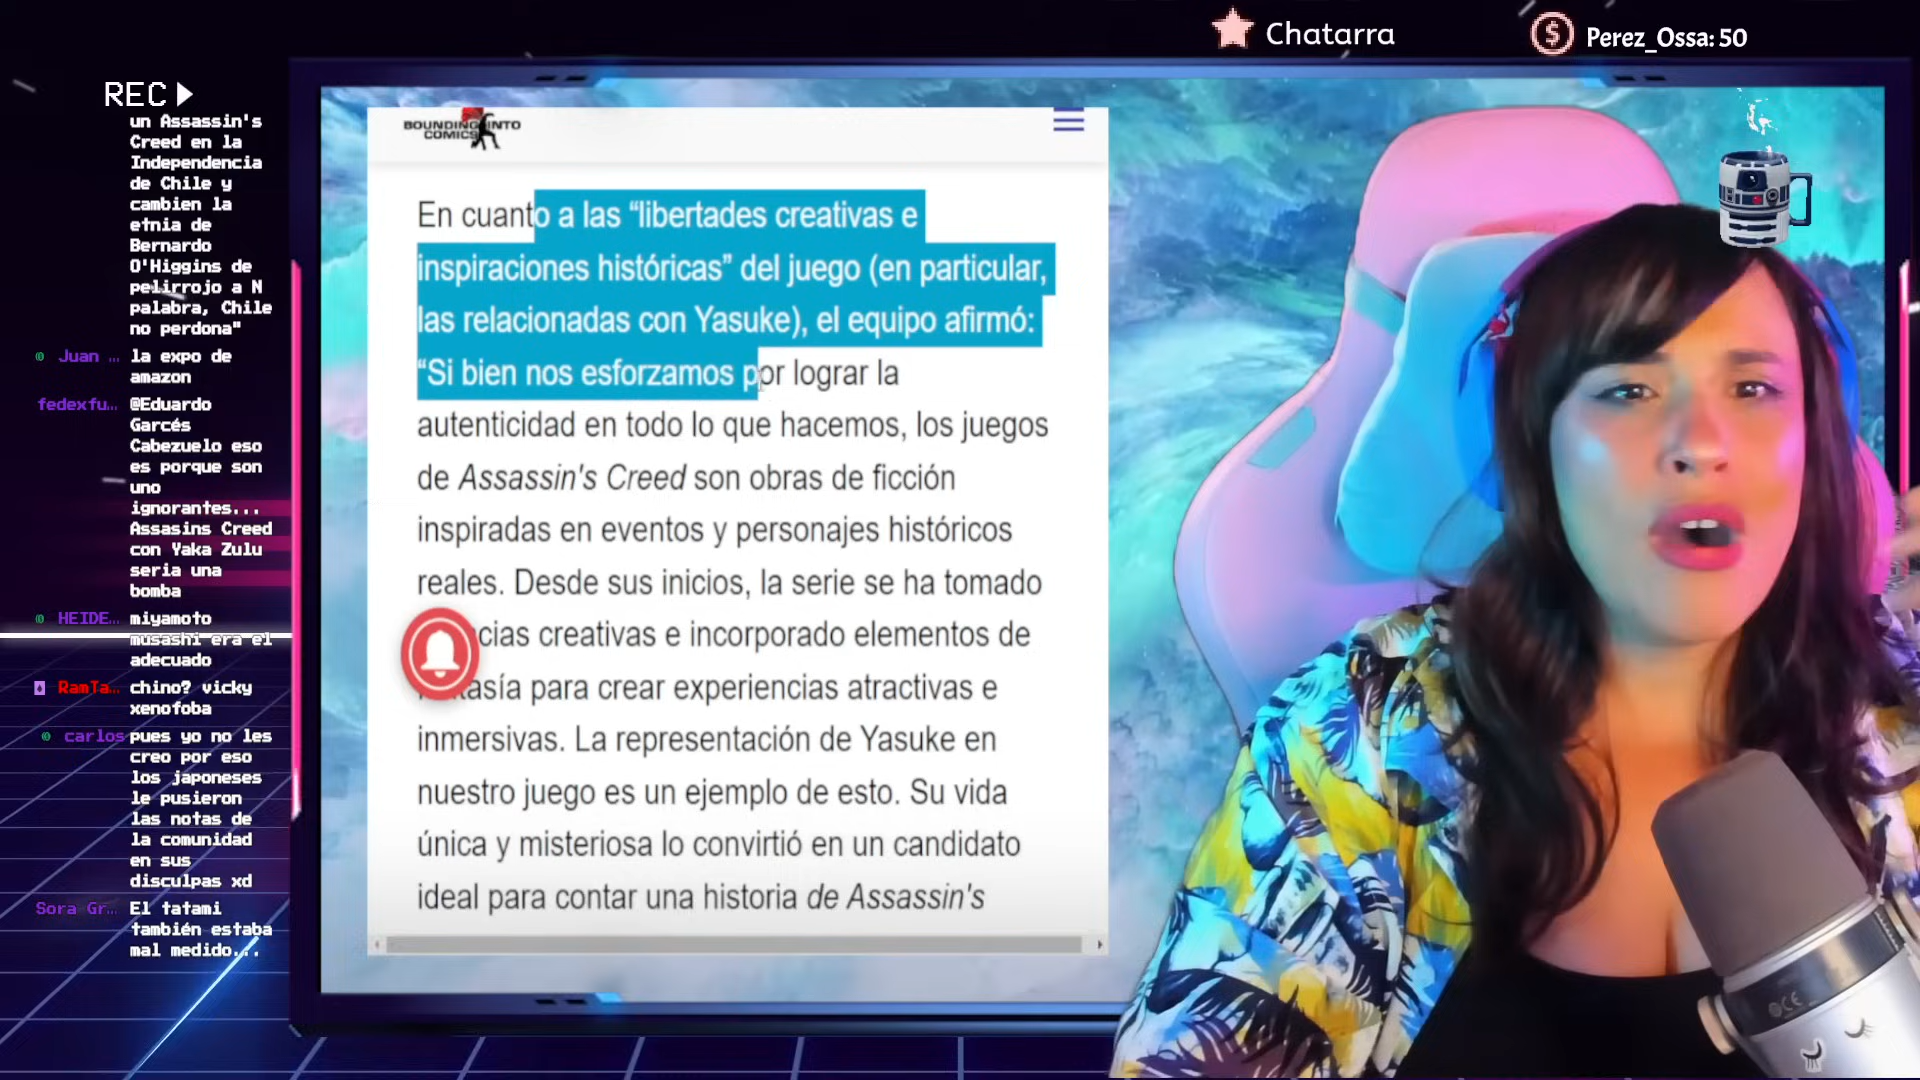 Chatarra
Perez_Ossa: 50
REC
un Assassin's
Creed en la
Independencia
de Chile y
cambien la
etnia de
Bernardo
O'Higgins de
pelirrojo a N
palabra, Chile
no perdona"
Juan ... la expo de
amazon
fedexfu... @Eduardo
Garcés
Cabezuelo eso
es porque son
uno
ignorantes...
Assasins Creed
con Yaka Zulu
seria una
bomba
HEIDE... miyamoto
musashi era el
adecuado
RamTa... chino? vicky
xenofoba
carlos pues yo no les
creo por eso
los japoneses
le pusieron
las notas de
la comunidad
en sus
disculpas xd
Sora Gr... El tatami
también estaba
mal medido...
BOUNDING INTO
COMICS
En cuanto a las “libertades creativas e
inspiraciones históricas” del juego (en particular,
las relacionadas con Yasuke), el equipo afirmó:
“Si bien nos esforzamos por lograr la
autenticidad en todo lo que hacemos, los juegos
de Assassin's Creed son obras de ficción
inspiradas en eventos y personajes históricos
reales. Desde sus inicios, la serie se ha tomado
cias creativas e incorporado elementos de
tasía para crear experiencias atractivas e
inmersivas. La representación de Yasuke en
nuestro juego es un ejemplo de esto. Su vida
única y misteriosa lo convirtió en un candidato
ideal para contar una historia de Assassin's